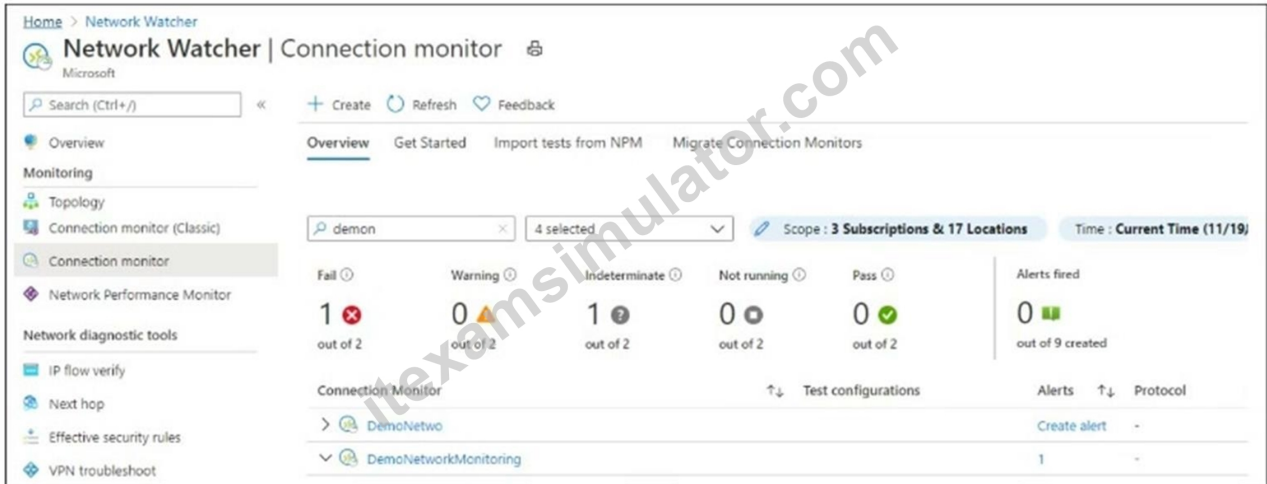 Home > Network Watcher
Network Watcher | Connection monitor
Microsoft
Search (Ctrl+/) «
Overview
Monitoring
Topology
Connection monitor (Classic)
Connection monitor
Network Performance Monitor
Network diagnostic tools
IP flow verify
Next hop
Effective security rules
VPN troubleshoot
+ Create Refresh Feedback
Overview Get Started Import tests from NPM Migrate Connection Monitors
demon × 4 selected Scope : 3 Subscriptions & 17 Locations Time : Current Time (11/19/
Fail Warning Indeterminate Not running Pass Alerts fired
1 0 1 0 0 0
out of 2 out of 2 out of 2 out of 2 out of 2 out of 9 created
Connection Monitor ↑↓ Test configurations Alerts ↑↓ Protocol
> DemoNetwo Create alert -
DemoNetworkMonitoring 1 -
itexamsimulator.com